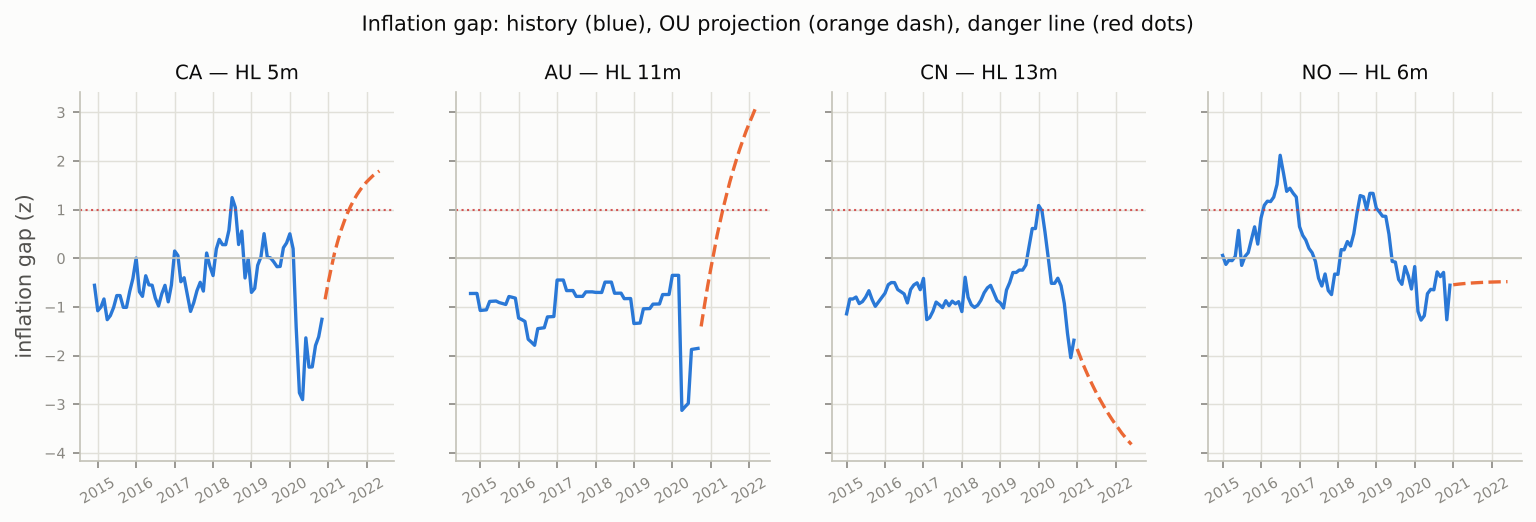 Inflation gap: history (blue), OU projection (orange dash), danger line (red dots)
CA — HL 5m
AU — HL 11m
CN — HL 13m
NO — HL 6m
inflation gap (z)
3
2
1
0
−1
−2
−3
−4
2015 2016 2017 2018 2019 2020 2021 2022
2015 2016 2017 2018 2019 2020 2021 2022
2015 2016 2017 2018 2019 2020 2021 2022
2015 2016 2017 2018 2019 2020 2021 2022